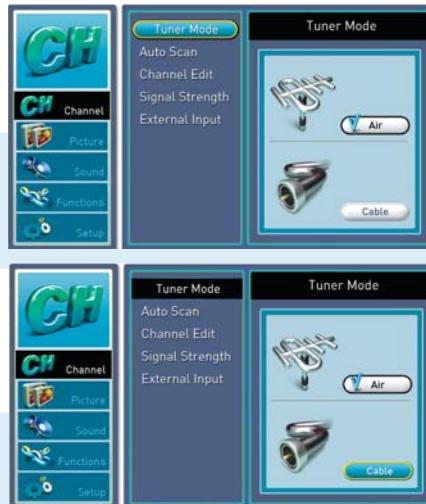 CH
CH Channel
Picture
Sound
Functions
Setup
Tuner Mode
Auto Scan
Channel Edit
Signal Strength
External Input
Tuner Mode
Air
Cable
CH
CH Channel
Picture
Sound
Functions
Setup
Tuner Mode
Auto Scan
Channel Edit
Signal Strength
External Input
Tuner Mode
Air
Cable